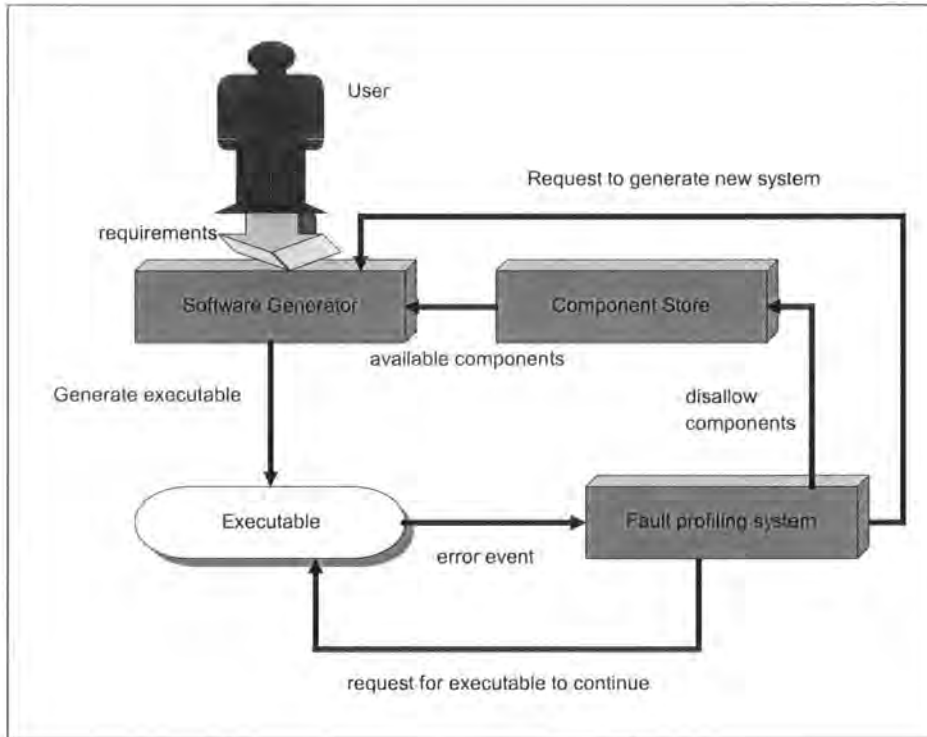 User
Request to generate new system
requirements
Software Generator
Component Store
available components
Generate executable
disallow
components
Executable
Fault profiling system
error event
request for executable to continue